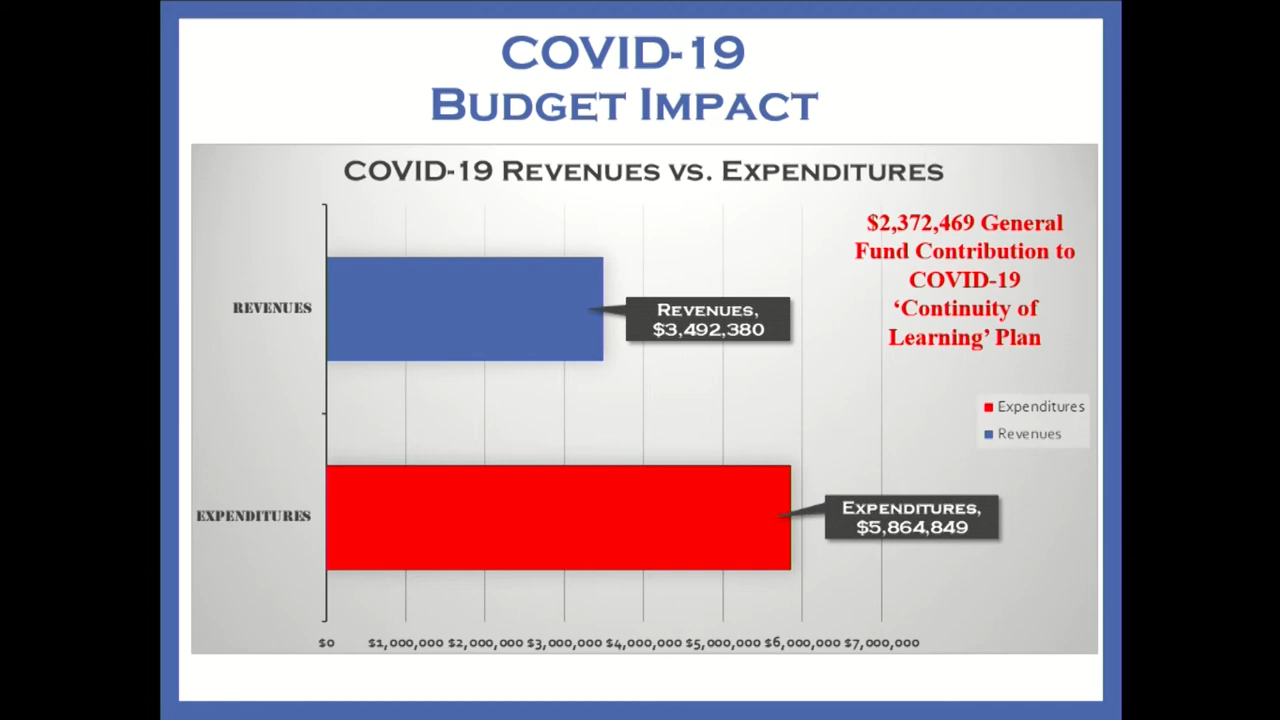 COVID-19
BUDGET IMPACT
COVID-19 REVENUES VS. EXPENDITURES
$2,372,469 General
Fund Contribution to
COVID-19
‘Continuity of
Learning’ Plan
REVENUES
REVENUES,
$3,492,380
Expenditures
Revenues
EXPENDITURES
EXPENDITURES,
$5,864,849
$0 $1,000,000 $2,000,000 $3,000,000 $4,000,000 $5,000,000 $6,000,000 $7,000,000